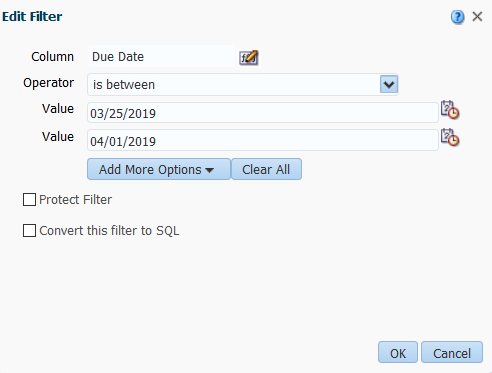 Edit Filter
Column Due Date
Operator is between
Value 03/25/2019
Value 04/01/2019
Add More Options Clear All
Protect Filter
Convert this filter to SQL
OK Cancel